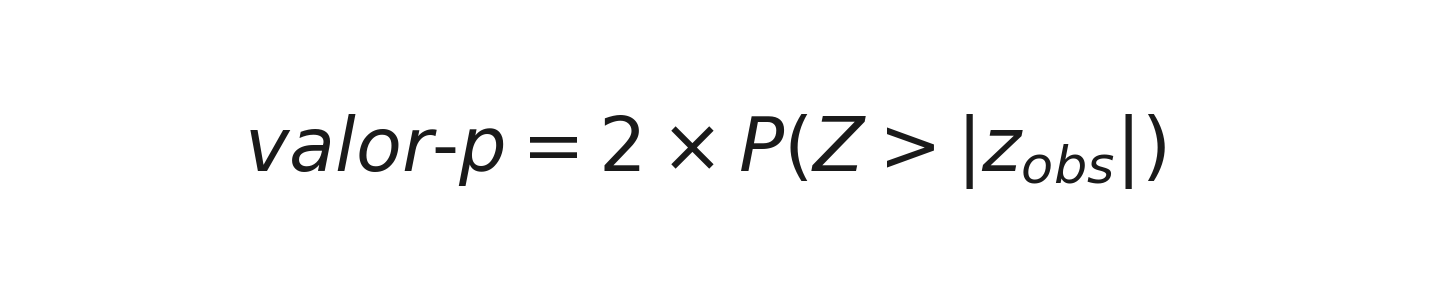 valor-p = 2 × P(Z > |z_obs|)